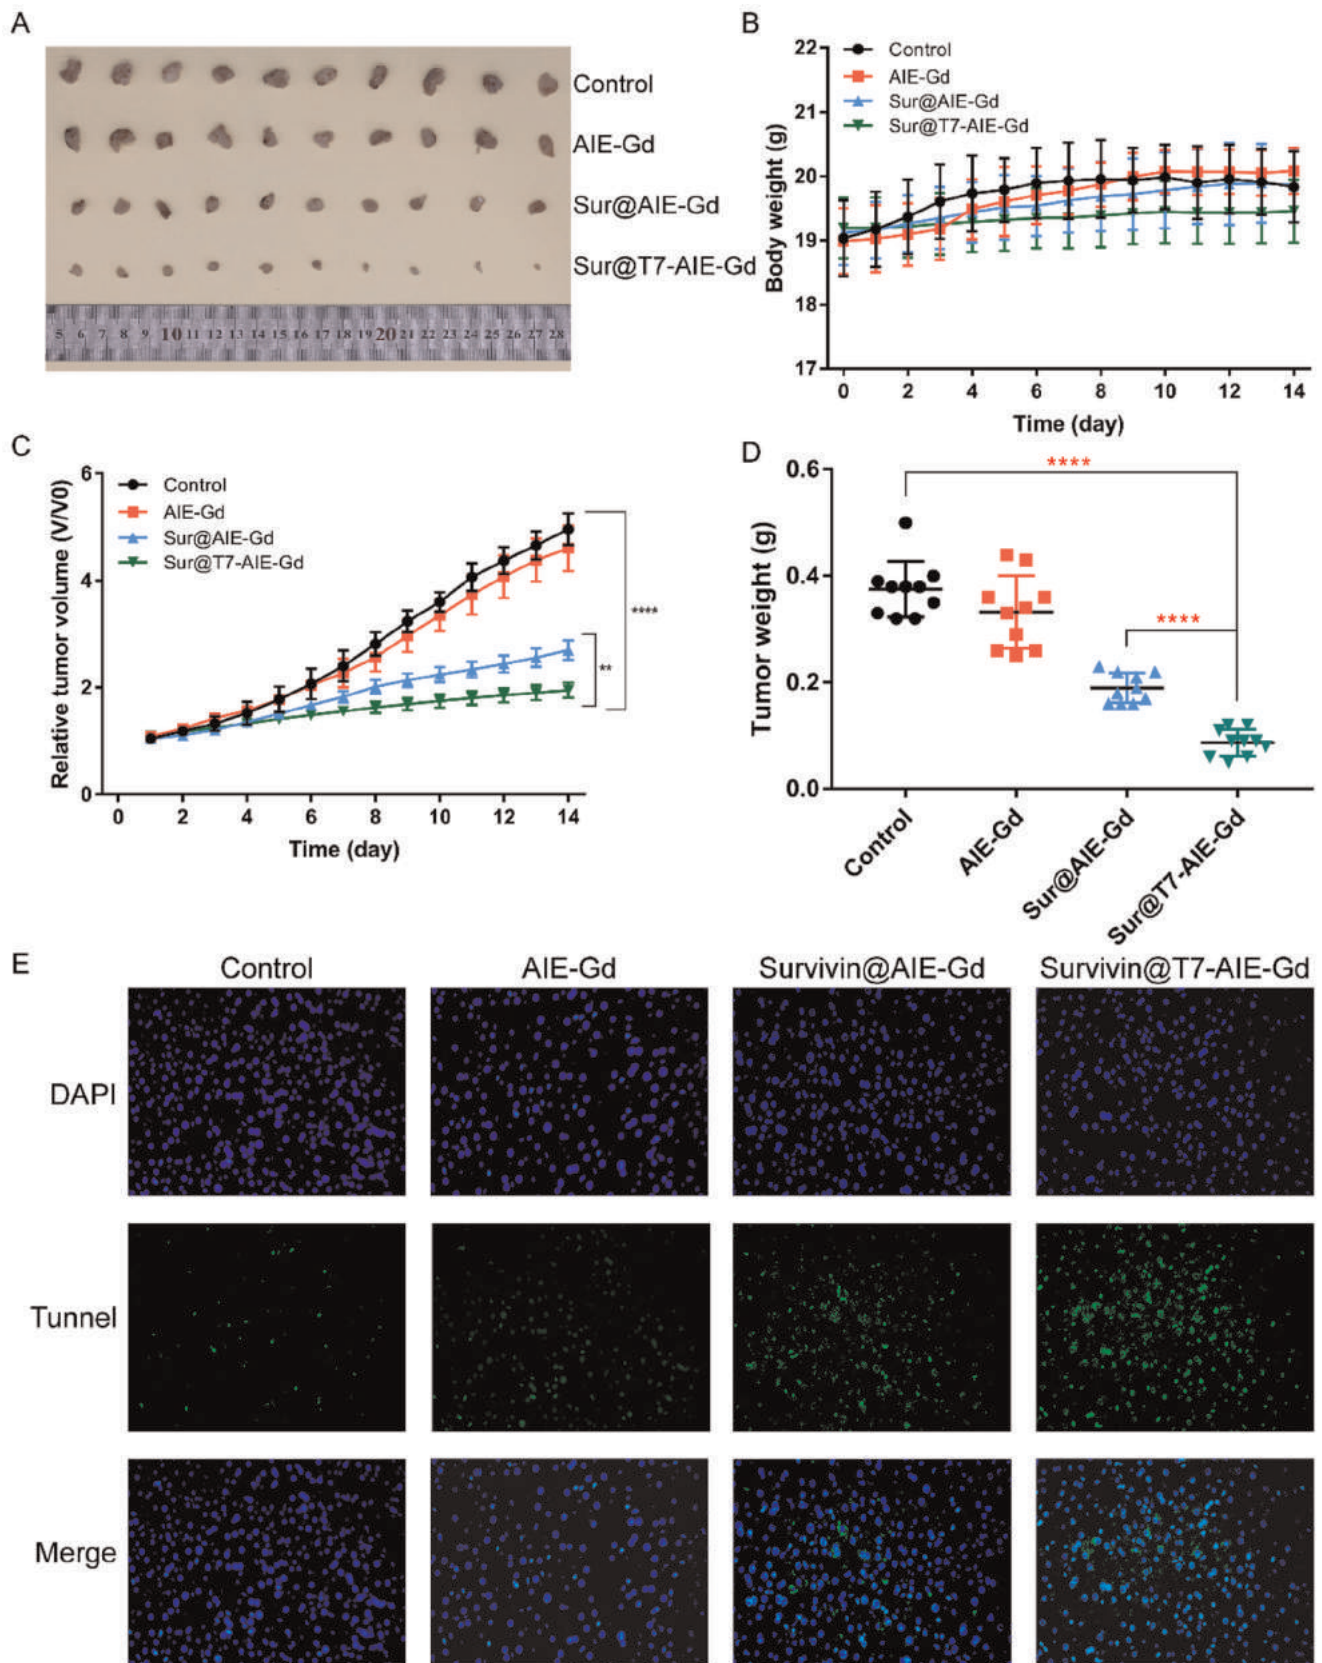 A
Control
AIE-Gd
Sur@AIE-Gd
Sur@T7-AIE-Gd
5 6 7 8 9 10 11 12 13 14 15 16 17 18 19 20 21 22 23 24 25 26 27 28
B
Control
AIE-Gd
Sur@AIE-Gd
Sur@T7-AIE-Gd
22
21
20
19
18
17
Body weight (g)
0 2 4 6 8 10 12 14
Time (day)
C
Control
AIE-Gd
Sur@AIE-Gd
Sur@T7-AIE-Gd
6
4
2
0
Relative tumor volume (V/V0)
****
**
0 2 4 6 8 10 12 14
Time (day)
D
****
****
0.6
0.4
0.2
0.0
Tumor weight (g)
Control
AIE-Gd
Sur@AIE-Gd
Sur@T7-AIE-Gd
E
Control AIE-Gd Survivin@AIE-Gd Survivin@T7-AIE-Gd
DAPI
Tunnel
Merge